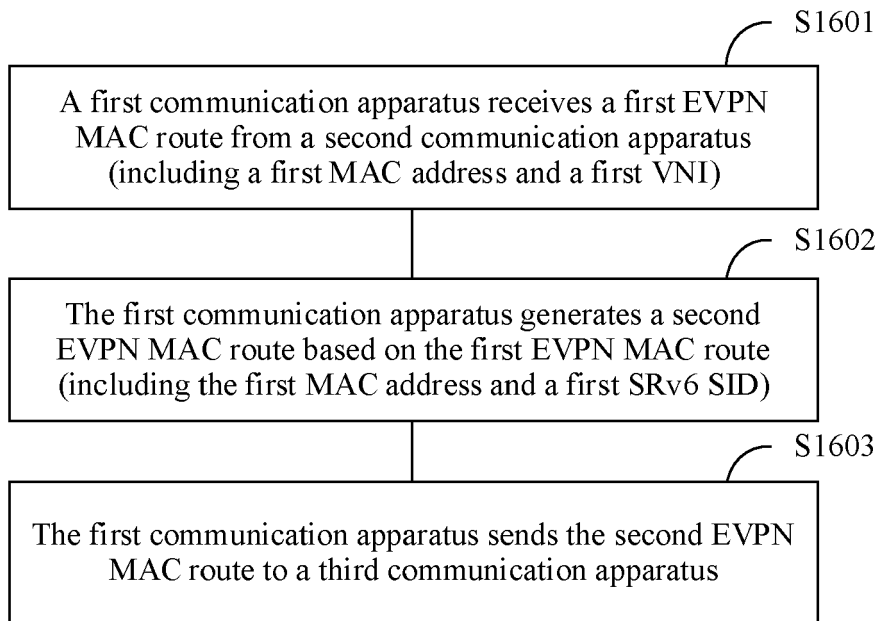 S1601
A first communication apparatus receives a first EVPN
MAC route from a second communication apparatus
(including a first MAC address and a first VNI)
S1602
The first communication apparatus generates a second
EVPN MAC route based on the first EVPN MAC route
(including the first MAC address and a first SRv6 SID)
S1603
The first communication apparatus sends the second EVPN
MAC route to a third communication apparatus